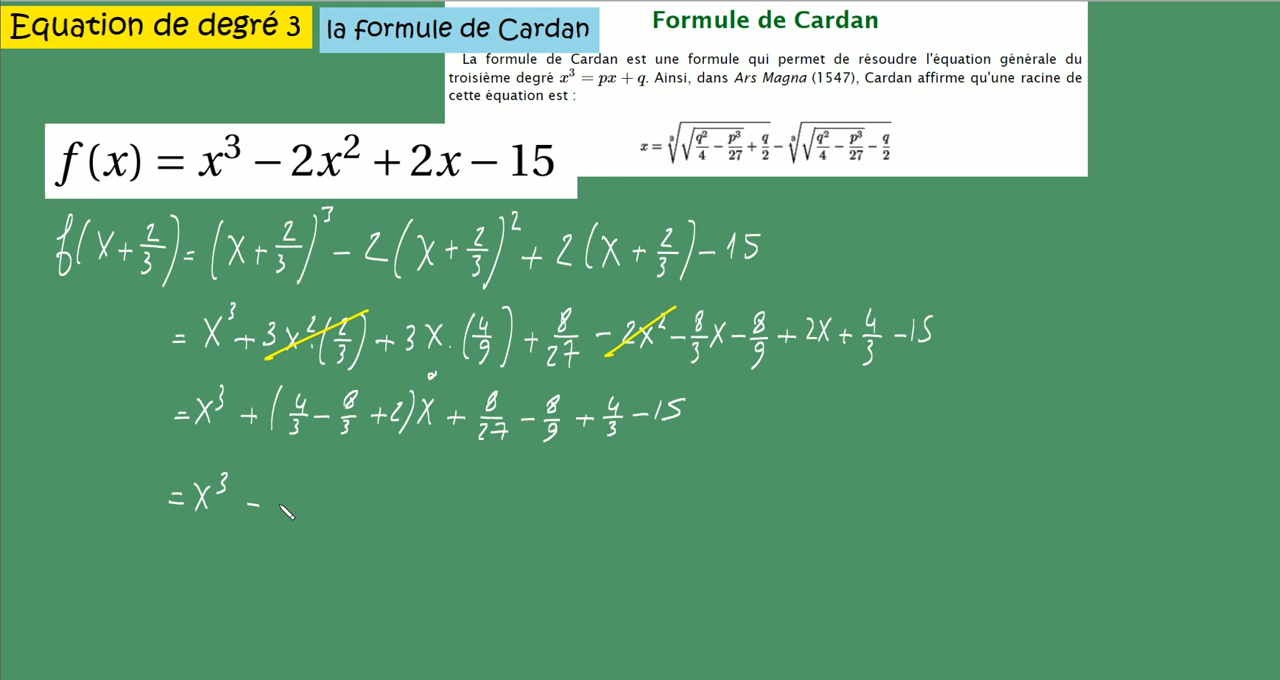 Equation de degré 3
la formule de Cardan
Formule de Cardan
La formule de Cardan est une formule qui permet de résoudre l'équation générale du
troisième degré x³ = px + q. Ainsi, dans Ars Magna (1547), Cardan affirme qu'une racine de
cette équation est :
x = ∛(√(q²/4 − p³/27) + q/2) − ∛(√(q²/4 − p³/27) − q/2)
f(x) = x³ − 2x² + 2x − 15
f(X + 2/3) = (X + 2/3)³ − 2(X + 2/3)² + 2(X + 2/3) − 15
= X³ + 3X²·(2/3) + 3X·(4/9) + 8/27 − 2X² − 8/3 X − 8/9 + 2X + 4/3 − 15
= X³ + (4/3 − 8/3 + 2)X + 8/27 − 8/9 + 4/3 − 15
= X³ −